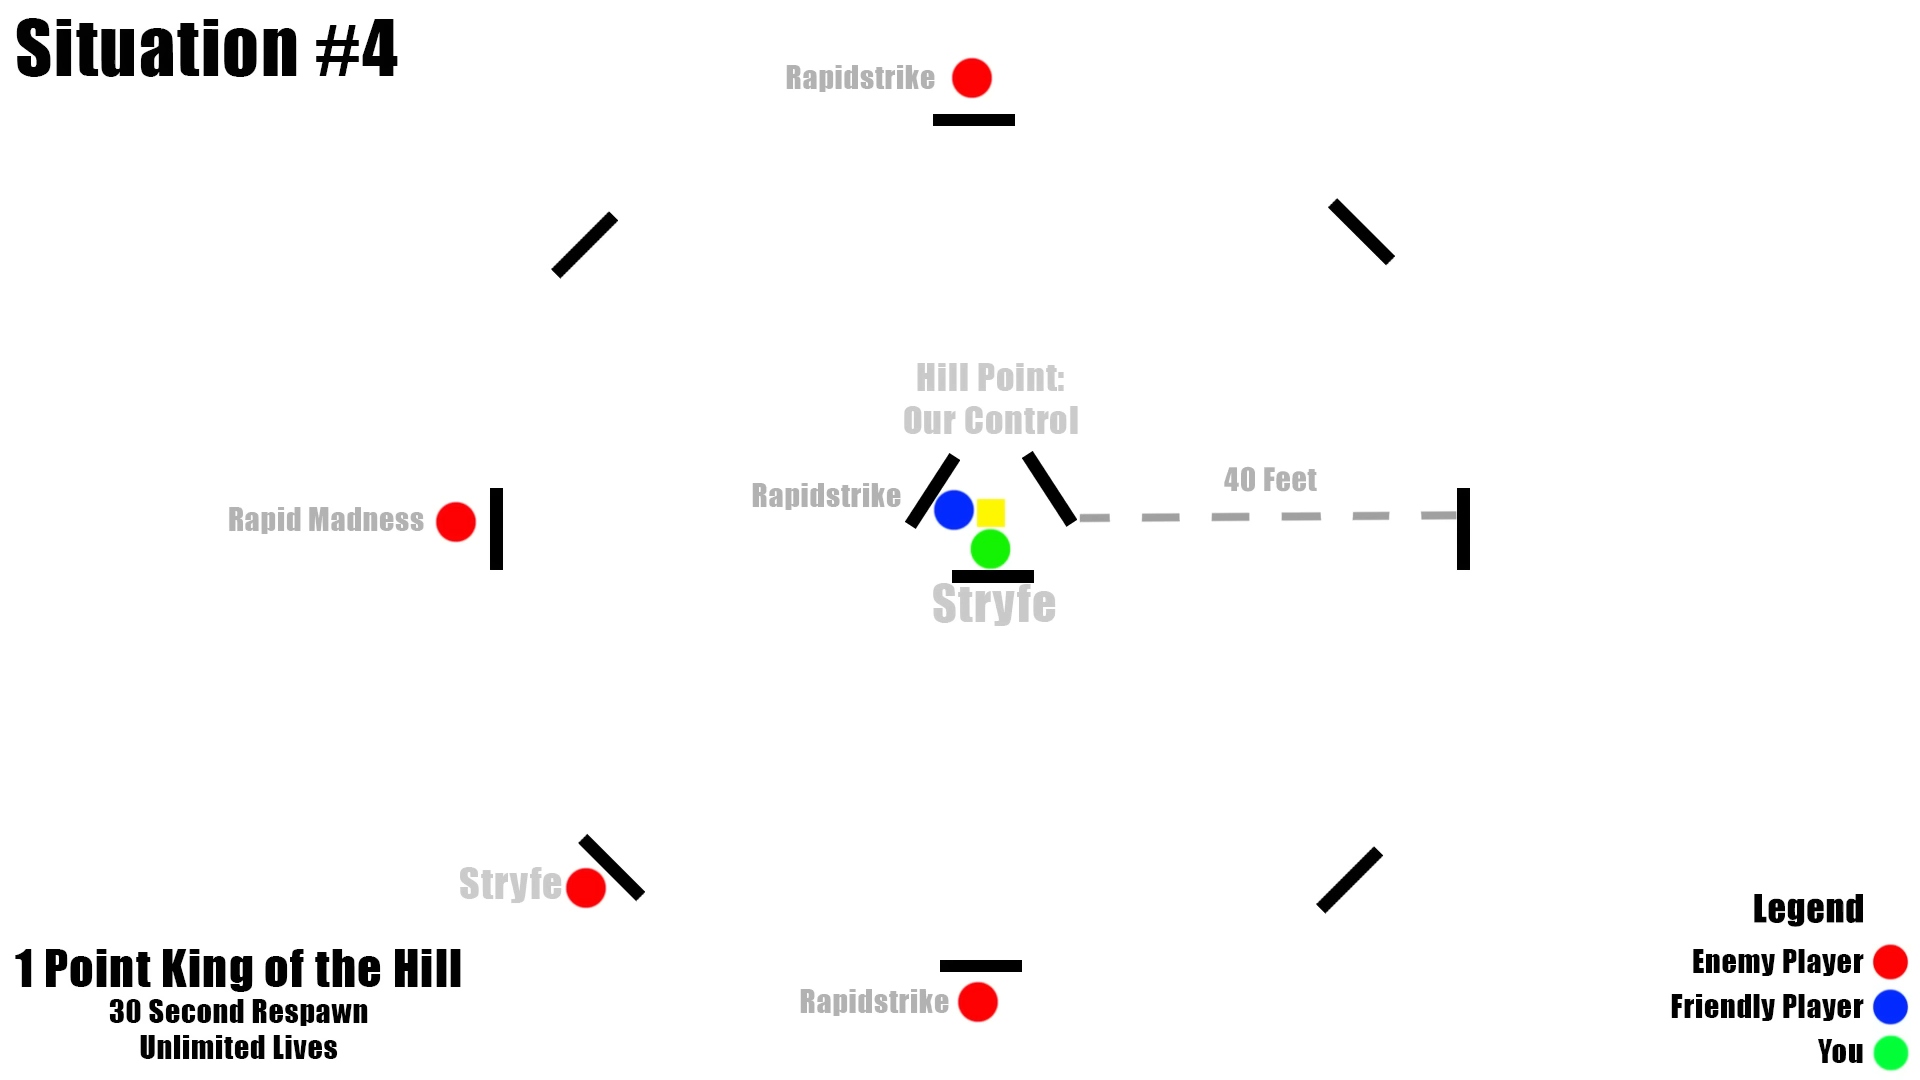 Situation #4
Rapidstrike
Hill Point:
Our Control
40 Feet
Rapidstrike
Rapid Madness
Stryfe
Stryfe
Rapidstrike
1 Point King of the Hill
30 Second Respawn
Unlimited Lives
Legend
Enemy Player
Friendly Player
You